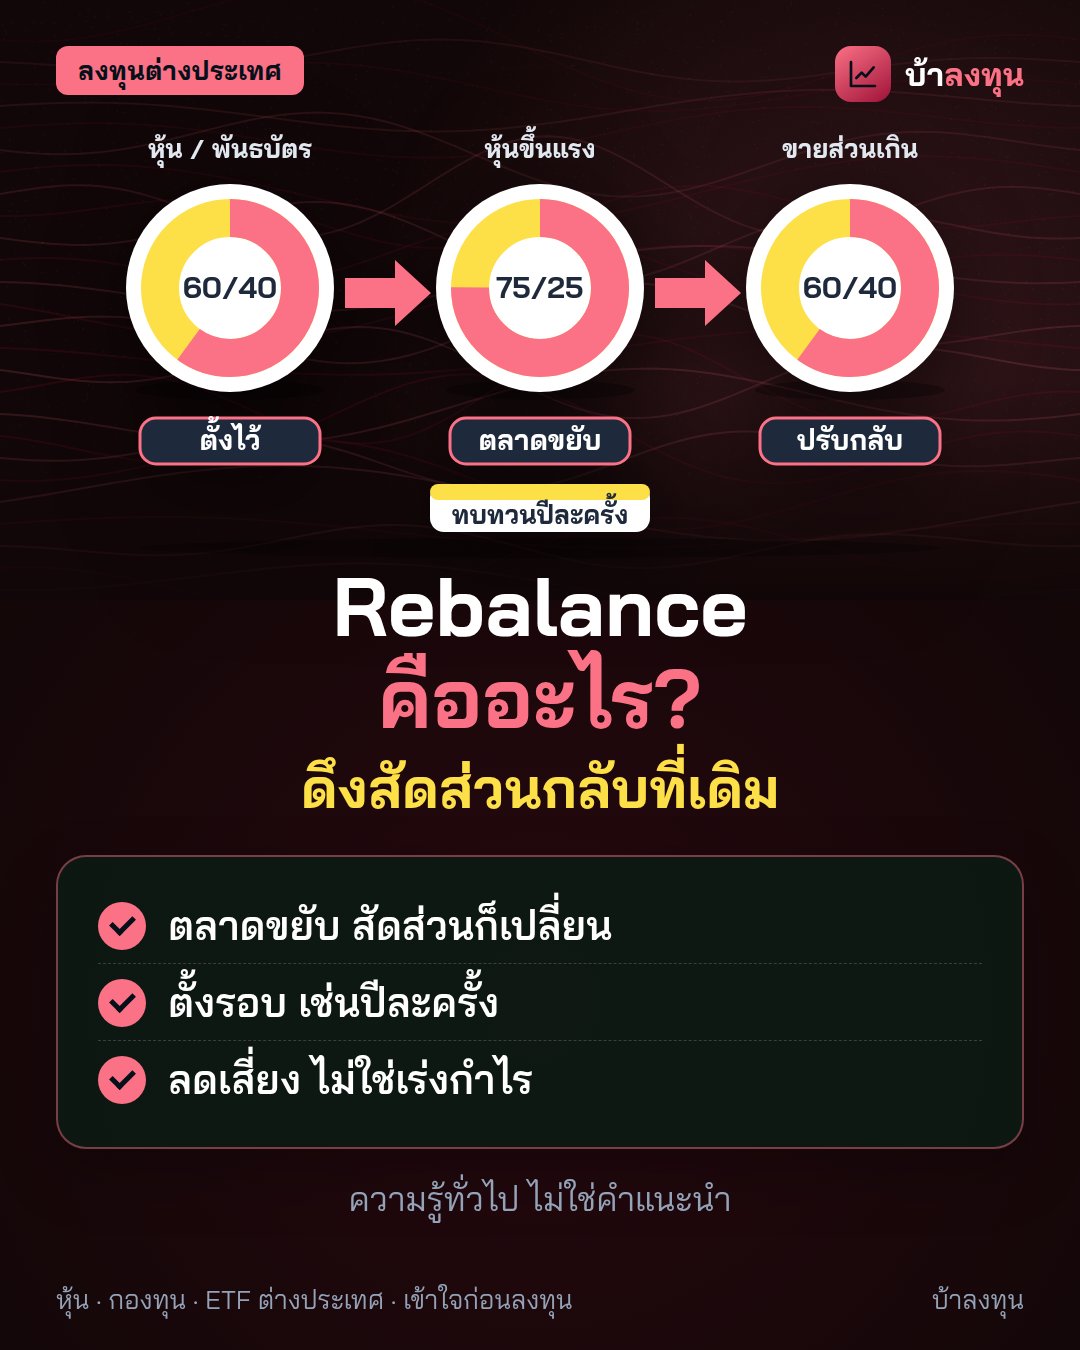 ลงทุนต่างประเทศ
บ้าลงทุน
หุ้น / พันธบัตร
หุ้นขึ้นแรง
ขายส่วนเกิน
60/40
75/25
60/40
ตั้งไว้
ตลาดขยับ
ปรับกลับ
ทบทวนปีละครั้ง
Rebalance
คืออะไร?
ดึงสัดส่วนกลับที่เดิม
ตลาดขยับ สัดส่วนก็เปลี่ยน
ตั้งรอบ เช่นปีละครั้ง
ลดเสี่ยง ไม่ใช่เร่งกำไร
ความรู้ทั่วไป ไม่ใช่คำแนะนำ
หุ้น · กองทุน · ETF ต่างประเทศ · เข้าใจก่อนลงทุน
บ้าลงทุน